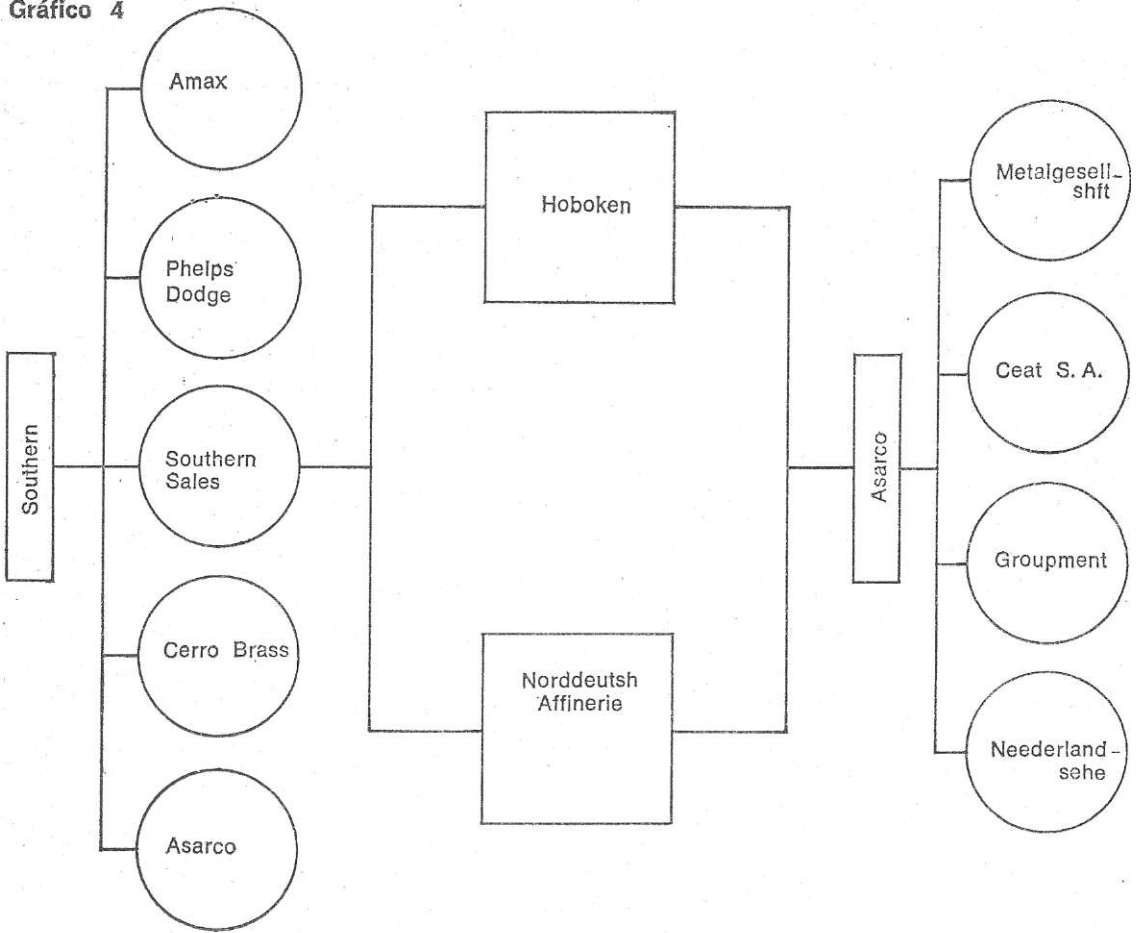 Gráfico 4
Amax
Phelps
Dodge
Southern
Southern
Sales
Cerro Brass
Asarco
Hoboken
Norddeutsh
Affinerie
Asarco
Metalgesell-
shft
Ceat S. A.
Groupment
Neederland-
sehe